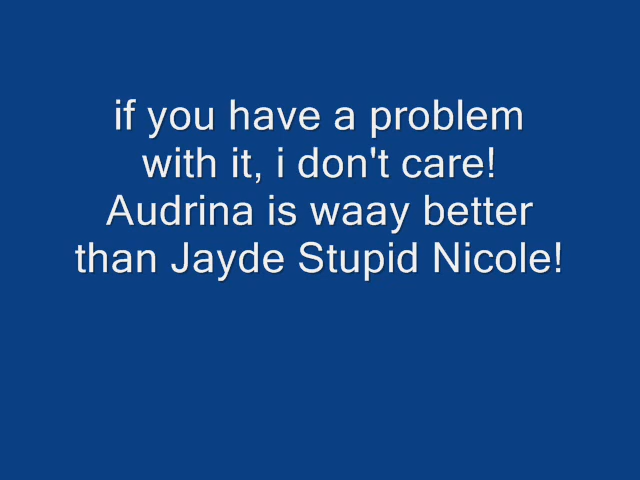 if you have a problem
with it, i don't care!
Audrina is waay better
than Jayde Stupid Nicole!